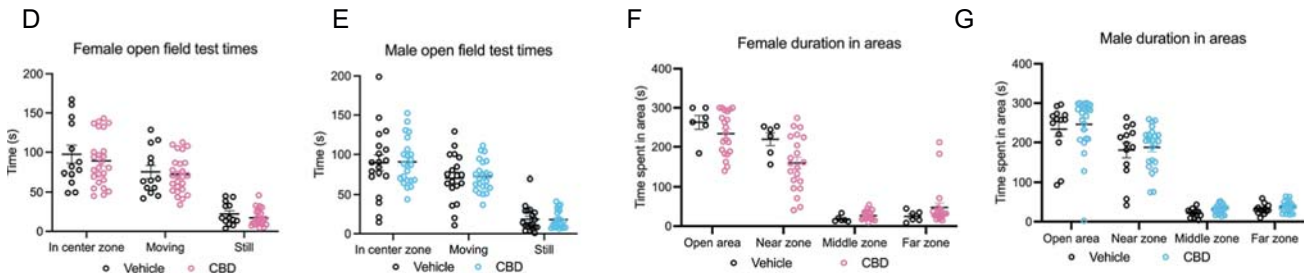 D
Female open field test times
Time (s)
200
150
100
50
0
In center zone Moving Still
Vehicle CBD
E
Male open field test times
Time (s)
200
150
100
50
0
In center zone Moving Still
Vehicle CBD
F
Female duration in areas
Time spent in area (s)
400
300
200
100
0
Open area Near zone Middle zone Far zone
Vehicle CBD
G
Male duration in areas
Time spent in area (s)
400
300
200
100
0
Open area Near zone Middle zone Far zone
Vehicle CBD